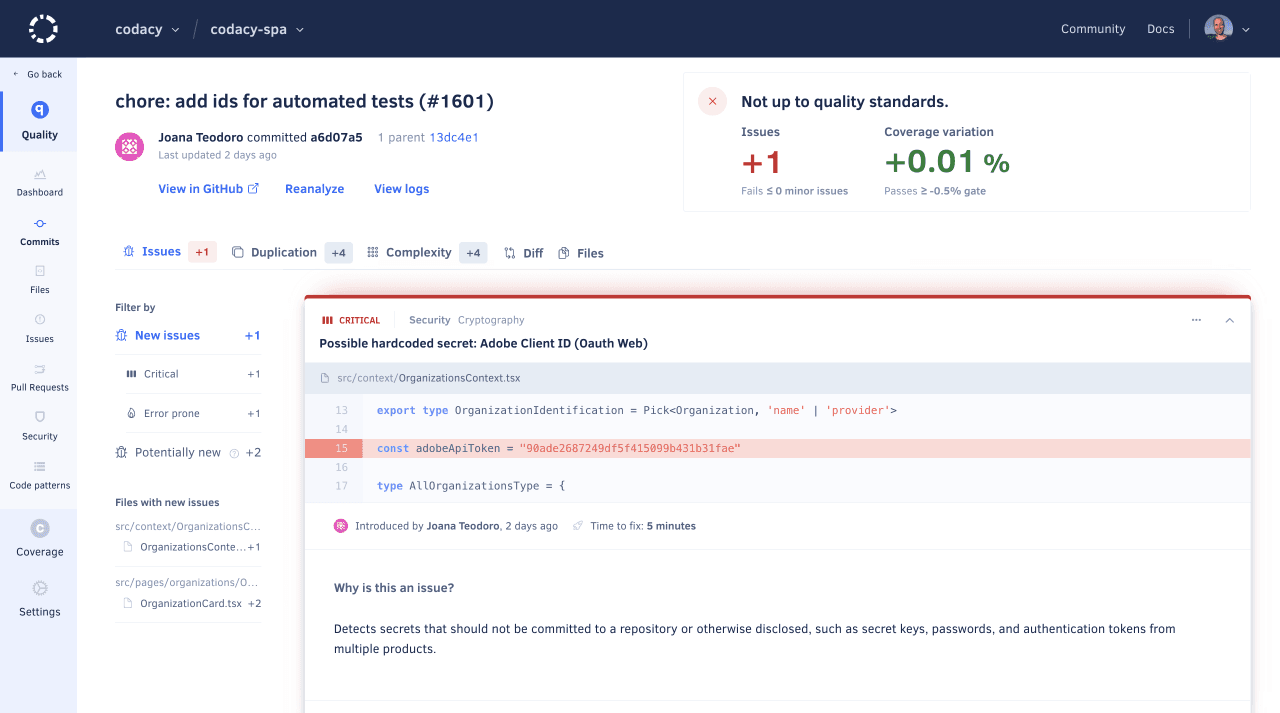 codacy / codacy-spa
Community Docs
← Go back
Quality
Dashboard
Commits
Files
Issues
Pull Requests
Security
Code patterns
Coverage
Settings
chore: add ids for automated tests (#1601)
Joana Teodoro committed a6d07a5 1 parent 13dc4e1
Last updated 2 days ago
View in GitHub Reanalyze View logs
Not up to quality standards.
Issues Coverage variation
+1 +0.01 %
Fails ≤ 0 minor issues Passes ≥ -0.5% gate
Issues +1 Duplication +4 Complexity +4 Diff Files
Filter by
New issues +1
Critical +1
Error prone +1
Potentially new ? +2
Files with new issues
src/context/OrganizationsC...
OrganizationsConte... +1
src/pages/organizations/O...
OrganizationCard.tsx +2
CRITICAL Security Cryptography
Possible hardcoded secret: Adobe Client ID (Oauth Web)
src/context/OrganizationsContext.tsx
13 export type OrganizationIdentification = Pick<Organization, 'name' | 'provider'>
14
15 const adobeApiToken = "90ade2687249df5f415099b431b31fae"
16
17 type AllOrganizationsType = {
Introduced by Joana Teodoro, 2 days ago Time to fix: 5 minutes
Why is this an issue?
Detects secrets that should not be committed to a repository or otherwise disclosed, such as secret keys, passwords, and authentication tokens from
multiple products.